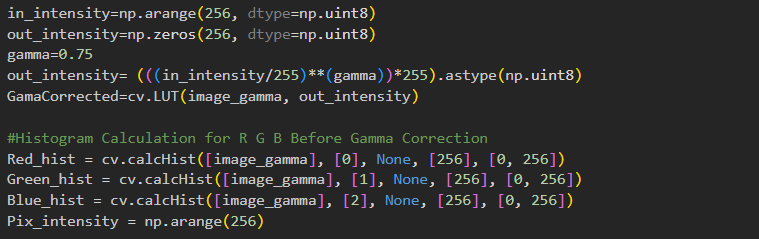 in_intensity=np.arange(256, dtype=np.uint8)
out_intensity=np.zeros(256, dtype=np.uint8)
gamma=0.75
out_intensity= (((in_intensity/255)**(gamma))*255).astype(np.uint8)
GamaCorrected=cv.LUT(image_gamma, out_intensity)

#Histogram Calculation for R G B Before Gamma Correction
Red_hist = cv.calcHist([image_gamma], [0], None, [256], [0, 256])
Green_hist = cv.calcHist([image_gamma], [1], None, [256], [0, 256])
Blue_hist = cv.calcHist([image_gamma], [2], None, [256], [0, 256])
Pix_intensity = np.arange(256)